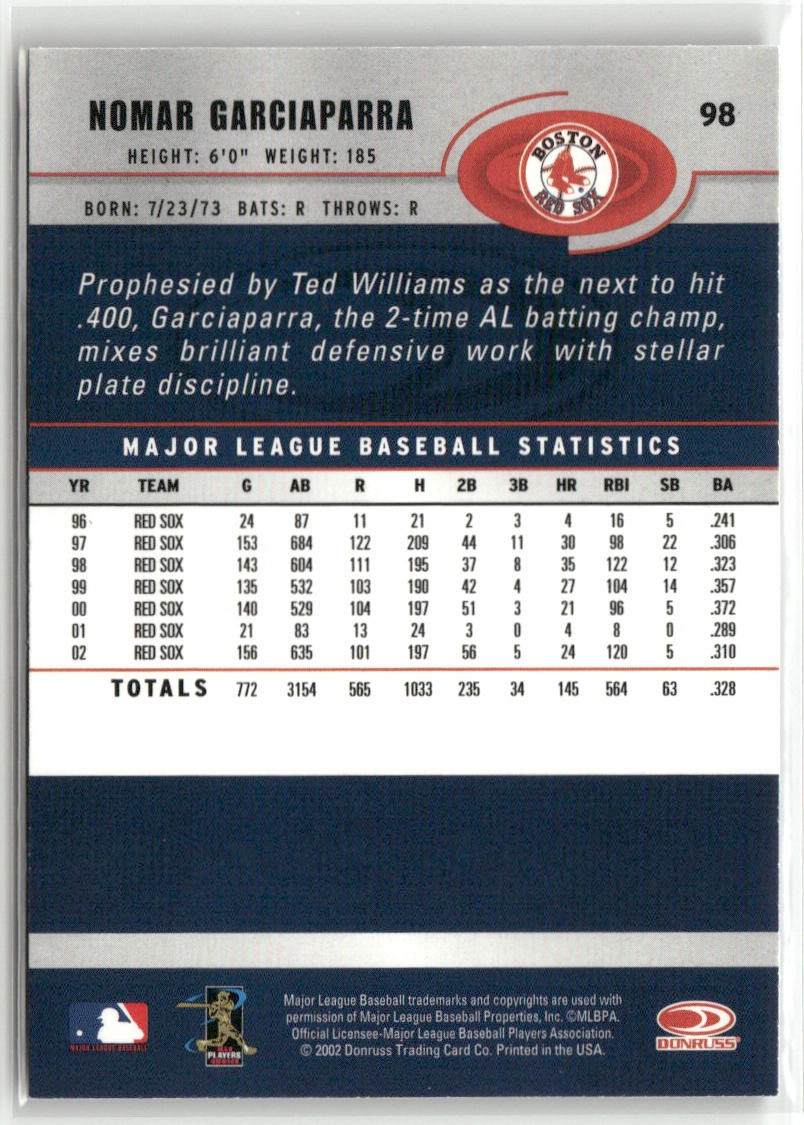 NOMAR GARCIAPARRA
98
HEIGHT: 6'0" WEIGHT: 185
BOSTON
RED SOX
BORN: 7/23/73 BATS: R THROWS: R
Prophesied by Ted Williams as the next to hit
.400, Garciaparra, the 2-time AL batting champ,
mixes brilliant defensive work with stellar
plate discipline.
MAJOR LEAGUE BASEBALL STATISTICS
YR TEAM G AB R H 2B 3B HR RBI SB BA
96 RED SOX 24 87 11 21 2 3 4 16 5 .241
97 RED SOX 153 684 122 209 44 11 30 98 22 .306
98 RED SOX 143 604 111 195 37 8 35 122 12 .323
99 RED SOX 135 532 103 190 42 4 27 104 14 .357
00 RED SOX 140 529 104 197 51 3 21 96 5 .372
01 RED SOX 21 83 13 24 3 0 4 8 0 .289
02 RED SOX 156 635 101 197 56 5 24 120 5 .310
TOTALS 772 3154 565 1033 235 34 145 564 63 .328
Major League Baseball trademarks and copyrights are used with
permission of Major League Baseball Properties, Inc. ©MLBPA.
Official Licensee-Major League Baseball Players Association.
© 2002 Donruss Trading Card Co. Printed in the USA.
MAJOR LEAGUE BASEBALL
MLB
PLAYERS
CHOICE
DONRUSS